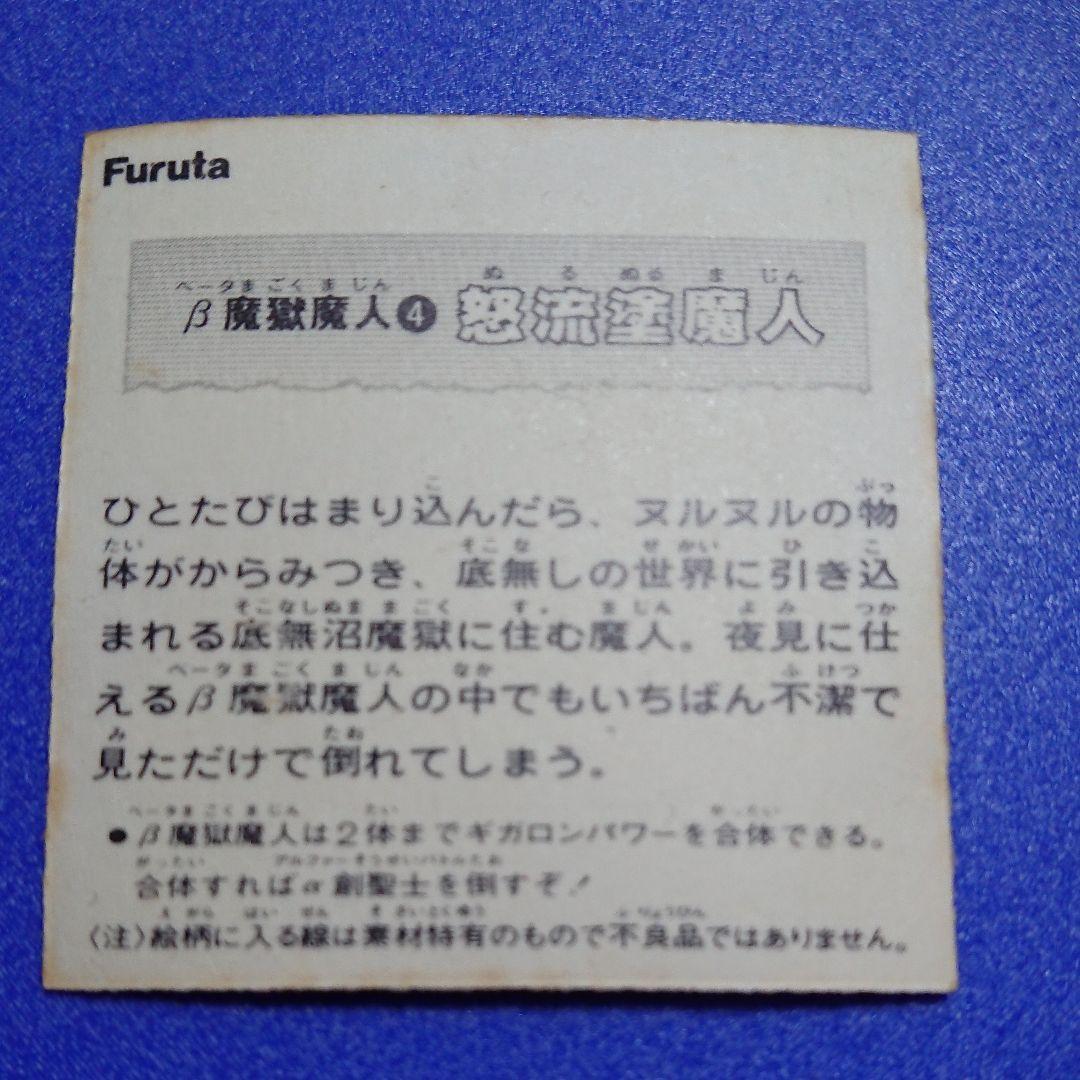 Furuta
β魔獄魔人❹ 怒流塗魔人
ひとたびはまり込んだら、ヌルヌルの物
体がからみつき、底無しの世界に引き込
まれる底無沼魔獄に住む魔人。夜見に仕
えるβ魔獄魔人の中でもいちばん不潔で
見ただけで倒れてしまう。
●β魔獄魔人は2体までギガロンパワーを合体できる。
合体すればα創聖士を倒すぞ!
〈注〉絵柄に入る線は素材特有のもので不良品ではありません。